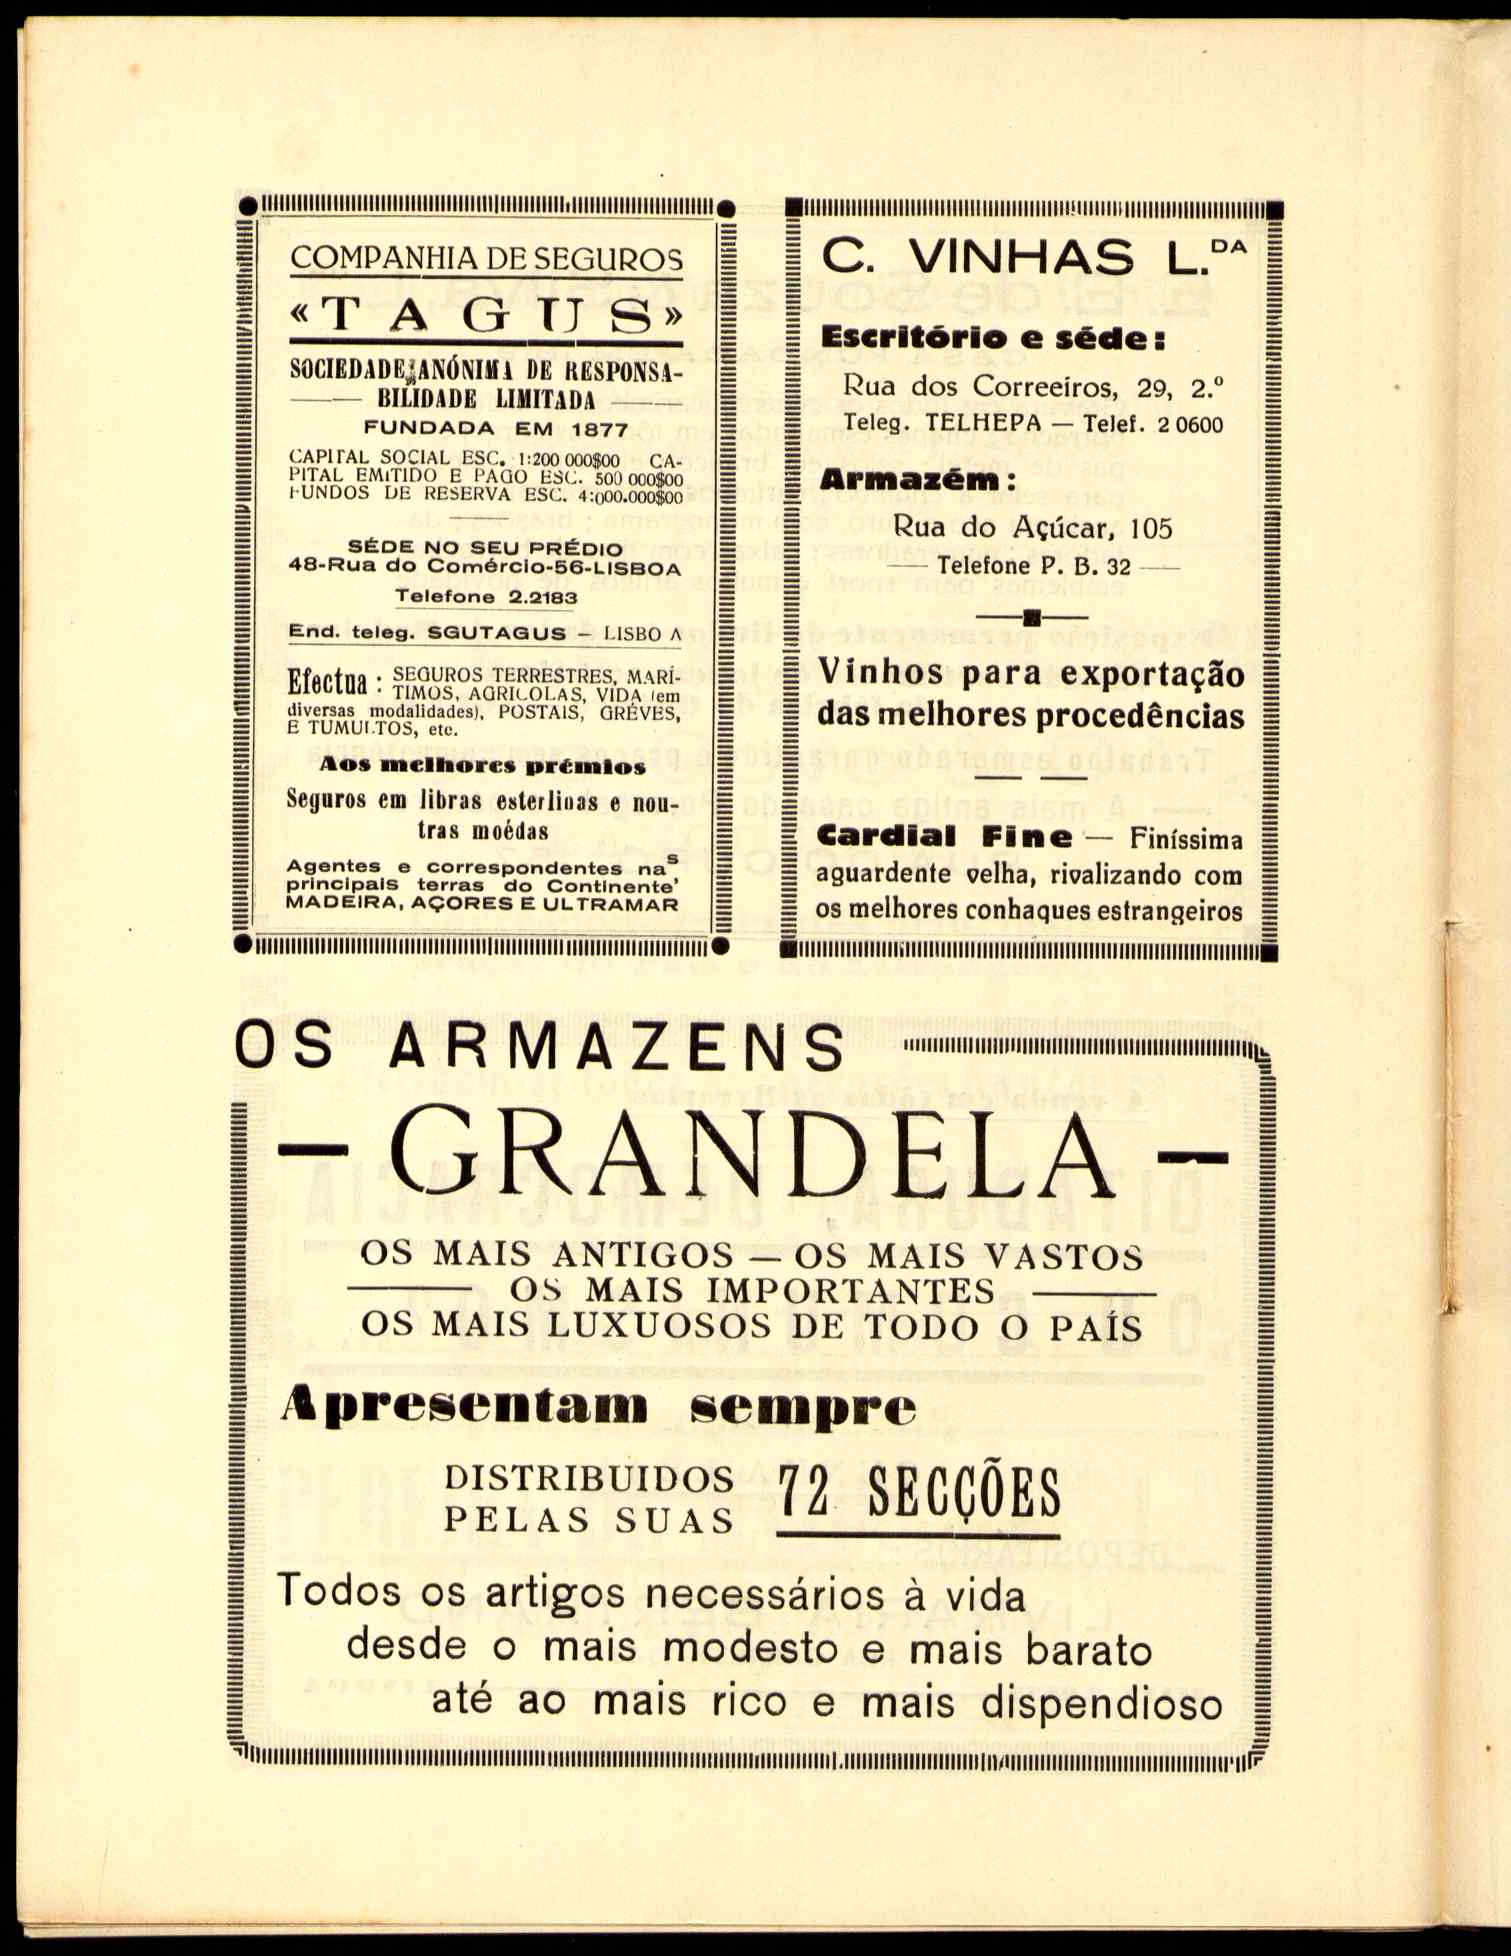 COMPANHIA DE SEGUROS
«TAGUS»
SOCIEDADE ANÓNIMA DE RESPONSA-
BILIDADE LIMITADA
FUNDADA EM 1877
CAPITAL SOCIAL ESC. 1:200 000$00 CA-
PITAL EMITIDO E PAGO ESC. 500 000$00
FUNDOS DE RESERVA ESC. 4:000.000$00
SÉDE NO SEU PRÉDIO
48-Rua do Comércio-56-LISBOA
Telefone 2.2183
End. teleg. SGUTAGUS — LISBOA
Efectua: SEGUROS TERRESTRES, MARÍ-
TIMOS, AGRICOLAS, VIDA (em
diversas modalidades), POSTAIS, GRÉVES,
E TUMULTOS, etc.
Aos melhores prémios
Seguros em libras esterlinas e nou-
tras moédas
Agentes e correspondentes nas
principais terras do Continente'
MADEIRA, AÇORES E ULTRAMAR
C. VINHAS L.DA
Escritório e séde:
Rua dos Correeiros, 29, 2.º
Teleg. TELHEPA — Telef. 2 0600
Armazém:
Rua do Açúcar, 105
— Telefone P. B. 32 —
Vinhos para exportação
das melhores procedências
Cardial Fine — Finíssima
aguardente velha, rivalizando com
os melhores conhaques estrangeiros
OS ARMAZENS
— GRANDELA —
OS MAIS ANTIGOS — OS MAIS VASTOS
OS MAIS IMPORTANTES
OS MAIS LUXUOSOS DE TODO O PAÍS
Apresentam sempre
DISTRIBUIDOS
PELAS SUAS 72 SECÇÕES
Todos os artigos necessários à vida
desde o mais modesto e mais barato
até ao mais rico e mais dispendioso